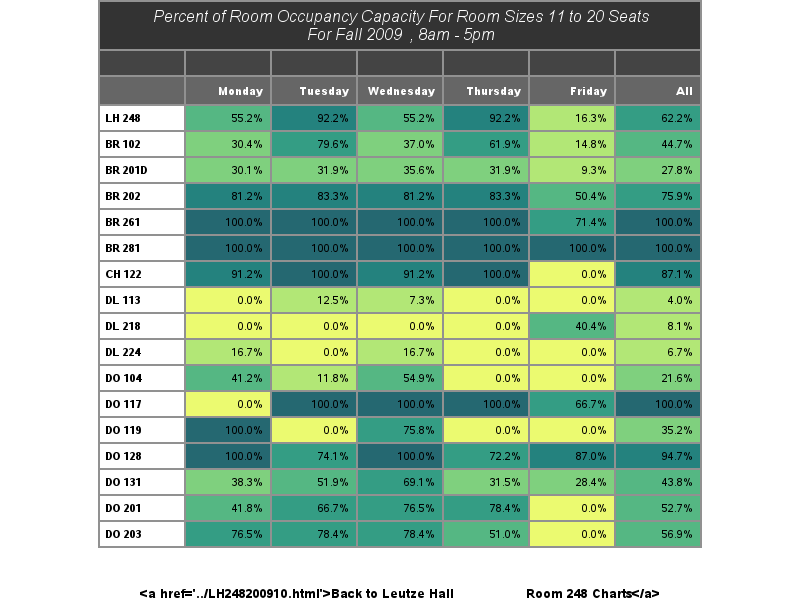 Percent of Room Occupancy Capacity For Room Sizes 11 to 20 Seats
For Fall 2009 , 8am - 5pm
Monday Tuesday Wednesday Thursday Friday All
LH 248 55.2% 92.2% 55.2% 92.2% 16.3% 62.2%
BR 102 30.4% 79.6% 37.0% 61.9% 14.8% 44.7%
BR 201D 30.1% 31.9% 35.6% 31.9% 9.3% 27.8%
BR 202 81.2% 83.3% 81.2% 83.3% 50.4% 75.9%
BR 261 100.0% 100.0% 100.0% 100.0% 71.4% 100.0%
BR 281 100.0% 100.0% 100.0% 100.0% 100.0% 100.0%
CH 122 91.2% 100.0% 91.2% 100.0% 0.0% 87.1%
DL 113 0.0% 12.5% 7.3% 0.0% 0.0% 4.0%
DL 218 0.0% 0.0% 0.0% 0.0% 40.4% 8.1%
DL 224 16.7% 0.0% 16.7% 0.0% 0.0% 6.7%
DO 104 41.2% 11.8% 54.9% 0.0% 0.0% 21.6%
DO 117 0.0% 100.0% 100.0% 100.0% 66.7% 100.0%
DO 119 100.0% 0.0% 75.8% 0.0% 0.0% 35.2%
DO 128 100.0% 74.1% 100.0% 72.2% 87.0% 94.7%
DO 131 38.3% 51.9% 69.1% 31.5% 28.4% 43.8%
DO 201 41.8% 66.7% 76.5% 78.4% 0.0% 52.7%
DO 203 76.5% 78.4% 78.4% 51.0% 0.0% 56.9%
<a href='../LH248200910.html'>Back to Leutze Hall Room 248 Charts</a>